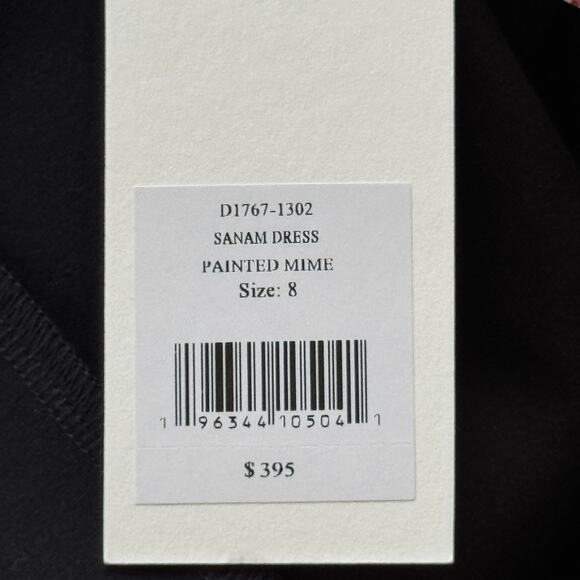 D1767-1302
SANAM DRESS
PAINTED MIME
Size: 8
1 96344 10504 1
$ 395